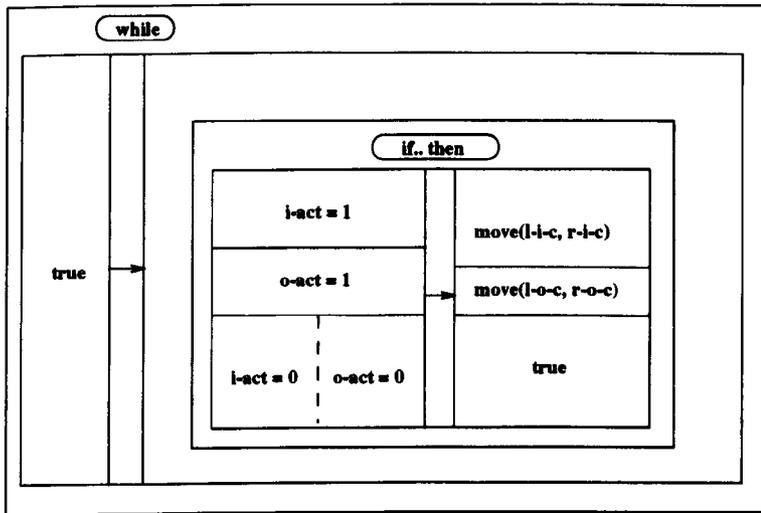 while
if.. then
i-act = 1
move(l-i-c, r-i-c)
true
o-act = 1
move(l-o-c, r-o-c)
i-act = 0
o-act = 0
true